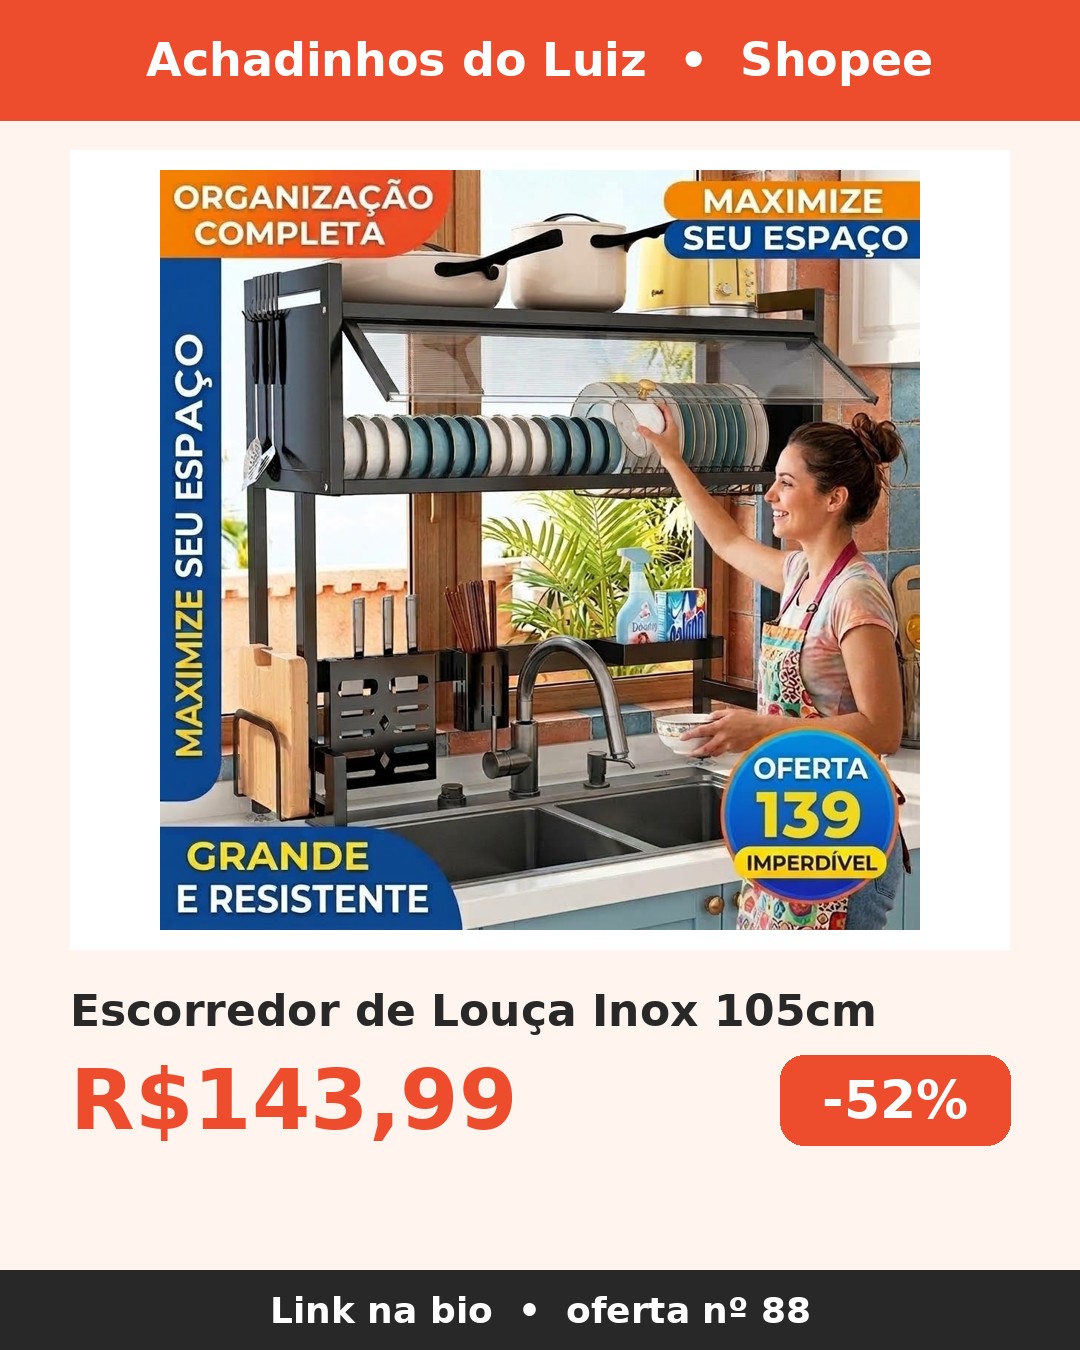 Achadinhos do Luiz • Shopee
ORGANIZAÇÃO
COMPLETA
MAXIMIZE
SEU ESPAÇO
MAXIMIZE SEU ESPAÇO
GRANDE
E RESISTENTE
OFERTA
139
IMPERDÍVEL
Escorredor de Louça Inox 105cm
R$143,99
-52%
Link na bio • oferta nº 88